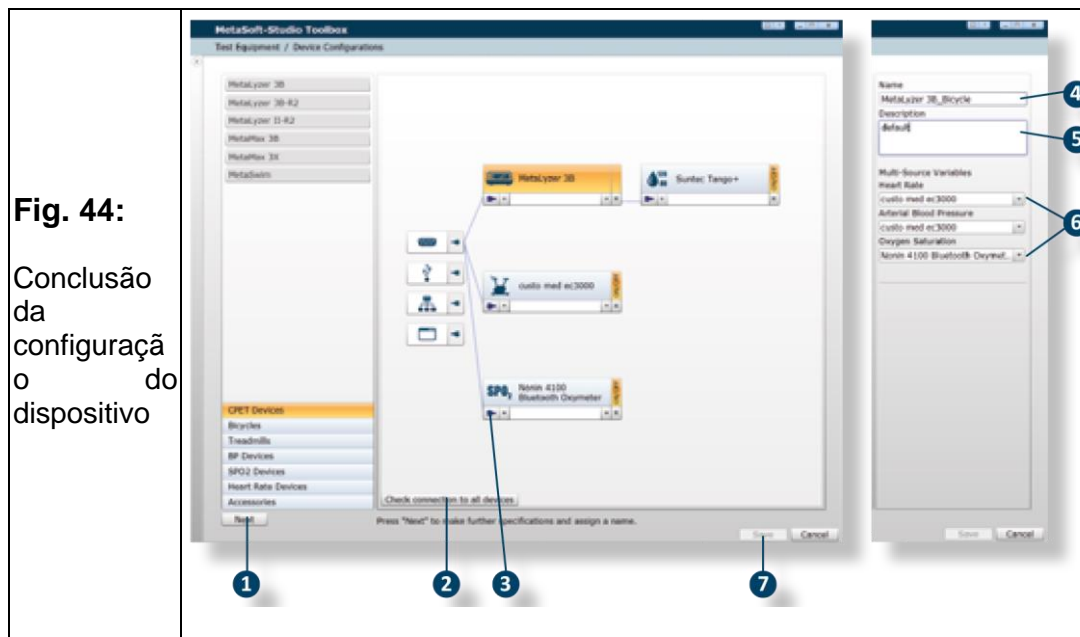 Fig. 44:
Conclusão
da
configuraçã
o do
dispositivo
MetaSoft-Studio Toolbox
Test Equipment / Device Configurations
MetaLyzer 3B
MetaLyzer 3B-R2
MetaLyzer II-R2
MetaMax 3B
MetaMax 3X
MetaSwim
MetaLyzer 3B
Suntec Tango+
custo med ec3000
SPO2 Nonin 4100
Bluetooth Oxymeter
CPET Devices
Bicycles
Treadmills
BP Devices
SPO2 Devices
Heart Rate Devices
Accessories
Check connection to all devices
Next
Press "Next" to make further specifications and assign a name.
Save Cancel
1 2 3 7
Name
MetaLyzer 3B_Bicycle
4
Description
default
5
Multi-Source Variables
Heart Rate
custo med ec3000
6
Arterial Blood Pressure
custo med ec3000
Oxygen Saturation
Nonin 4100 Bluetooth Oxymet..
Save Cancel